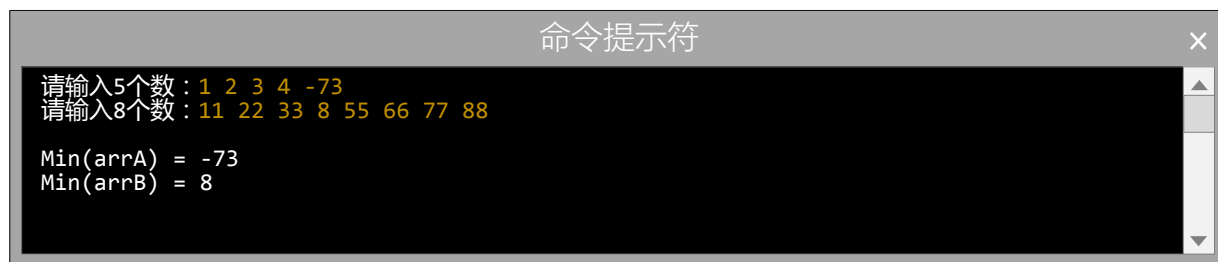 命令提示符
请输入5个数：1 2 3 4 -73
请输入8个数：11 22 33 8 55 66 77 88
Min(arrA) = -73
Min(arrB) = 8